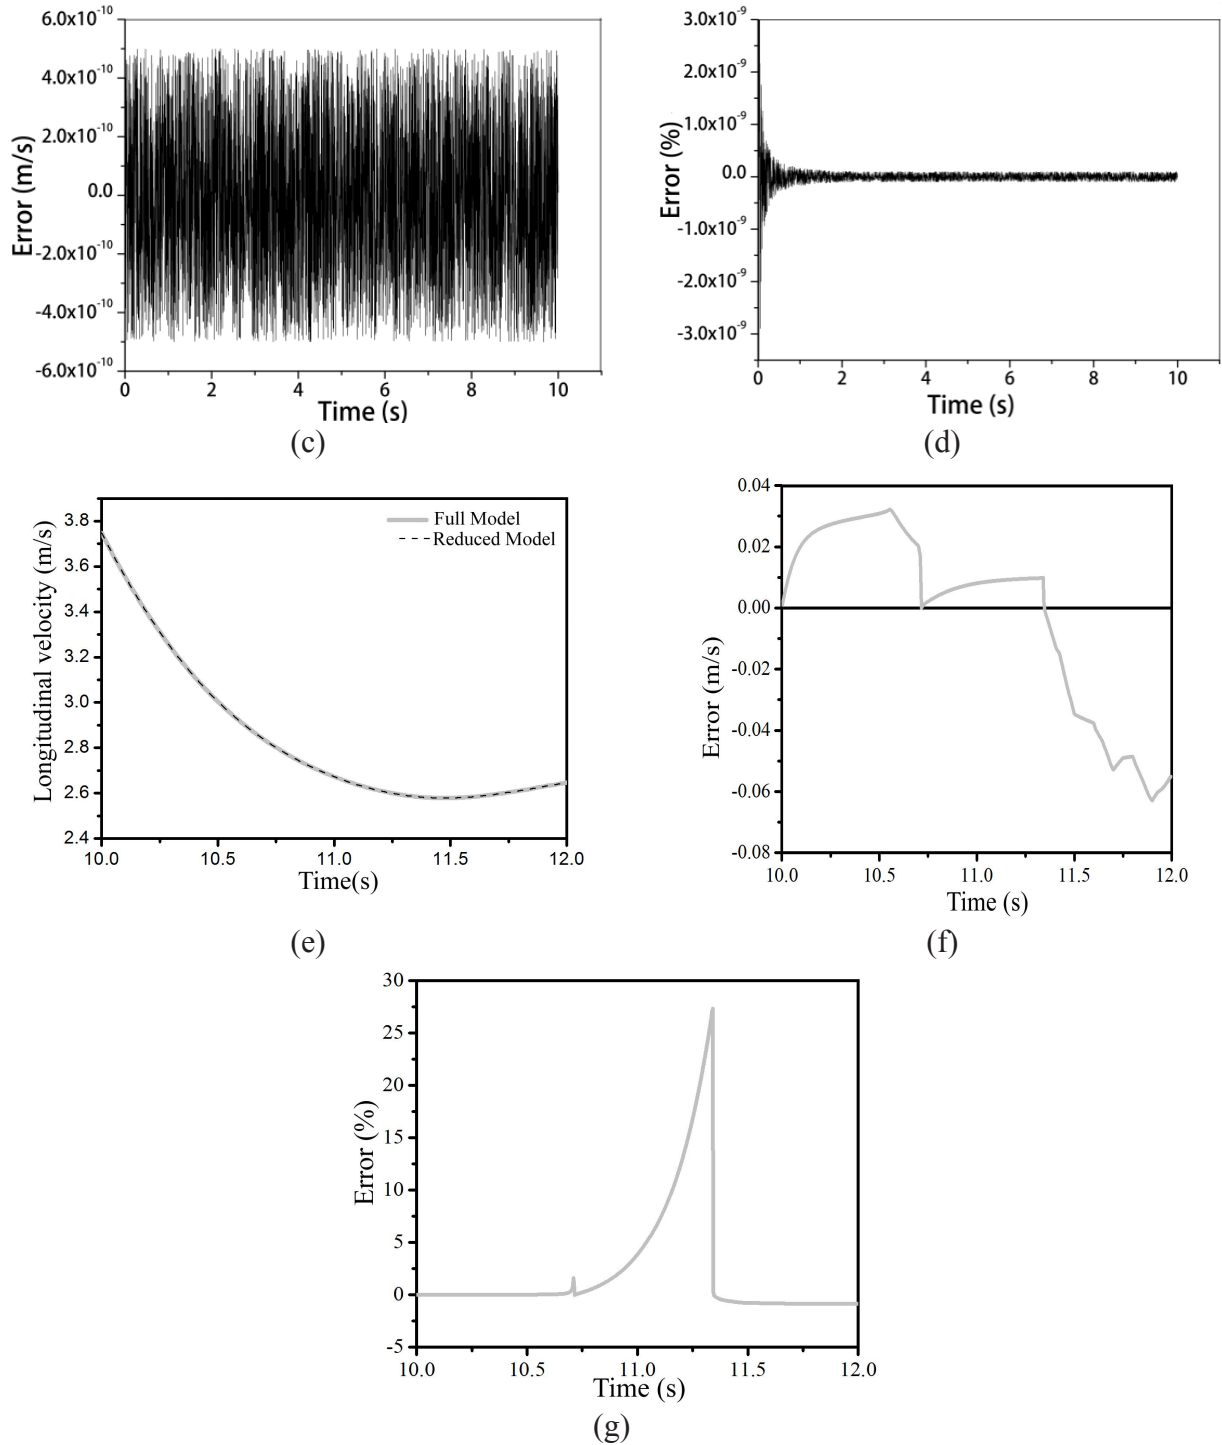 6.0x10-10
4.0x10-10
2.0x10-10
0.0
-2.0x10-10
-4.0x10-10
-6.0x10-10
Error (m/s)
0 2 4 6 8 10
Time (s)
(c)
3.0x10-9
2.0x10-9
1.0x10-9
0.0
-1.0x10-9
-2.0x10-9
-3.0x10-9
Error (%)
0 2 4 6 8 10
Time (s)
(d)
3.8
3.6
3.4
3.2
3.0
2.8
2.6
2.4
Longitudinal velocity (m/s)
Full Model
Reduced Model
10.0 10.5 11.0 11.5 12.0
Time(s)
(e)
0.04
0.02
0.00
-0.02
-0.04
-0.06
-0.08
Error (m/s)
10.0 10.5 11.0 11.5 12.0
Time (s)
(f)
30
25
20
15
10
5
0
-5
Error (%)
10.0 10.5 11.0 11.5 12.0
Time (s)
(g)